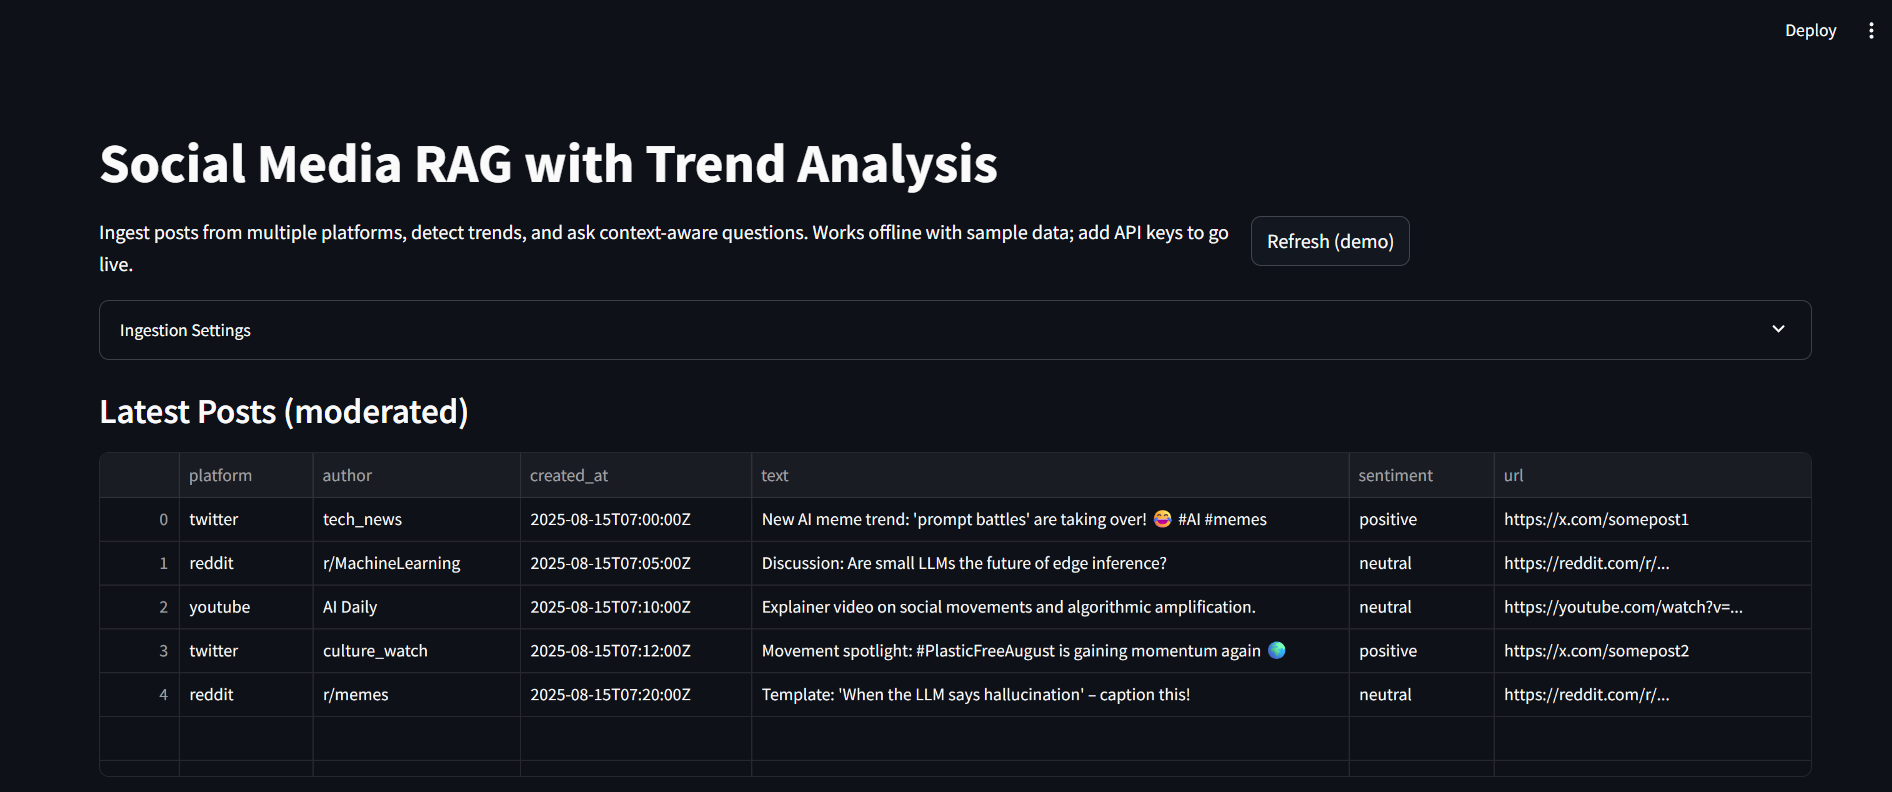 Deploy
Social Media RAG with Trend Analysis
Ingest posts from multiple platforms, detect trends, and ask context-aware questions. Works offline with sample data; add API keys to go
live.
Refresh (demo)
Ingestion Settings
Latest Posts (moderated)
platform author created_at text sentiment url
0 twitter tech_news 2025-08-15T07:00:00Z New AI meme trend: 'prompt battles' are taking over! 😂 #AI #memes positive https://x.com/somepost1
1 reddit r/MachineLearning 2025-08-15T07:05:00Z Discussion: Are small LLMs the future of edge inference? neutral https://reddit.com/r/...
2 youtube AI Daily 2025-08-15T07:10:00Z Explainer video on social movements and algorithmic amplification. neutral https://youtube.com/watch?v=...
3 twitter culture_watch 2025-08-15T07:12:00Z Movement spotlight: #PlasticFreeAugust is gaining momentum again 🌍 positive https://x.com/somepost2
4 reddit r/memes 2025-08-15T07:20:00Z Template: 'When the LLM says hallucination' – caption this! neutral https://reddit.com/r/...